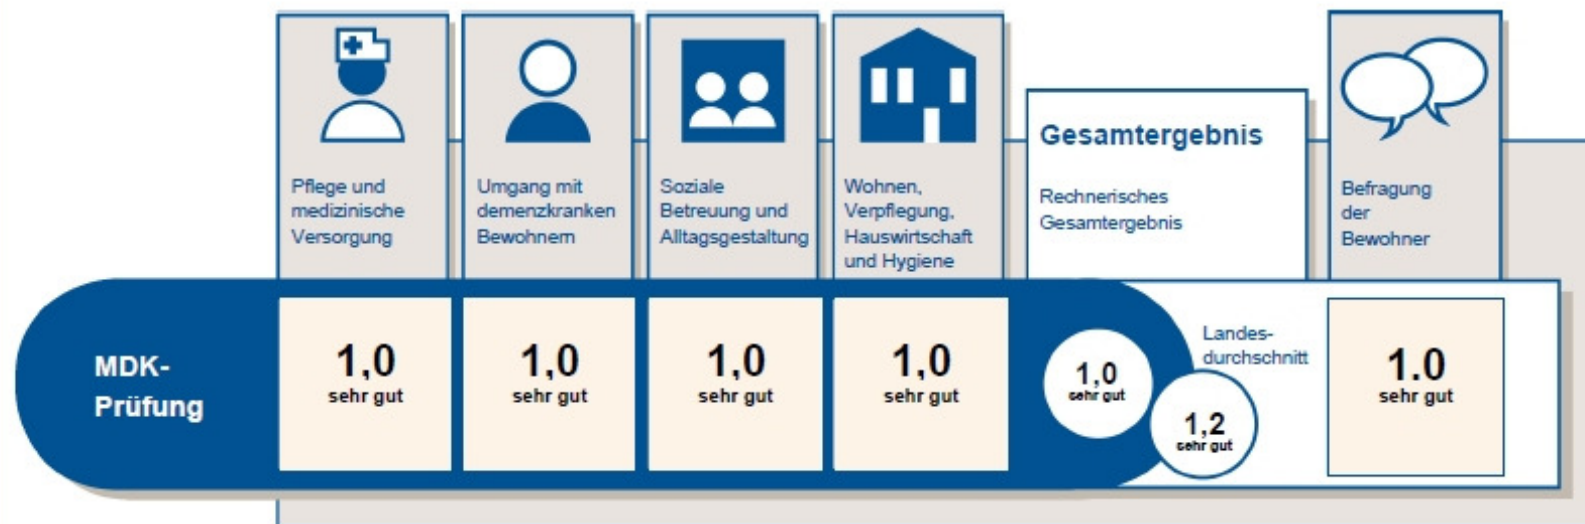 Pflege und
medizinische
Versorgung
Umgang mit
demenzkranken
Bewohnern
Soziale
Betreuung und
Alltagsgestaltung
Wohnen,
Verpflegung,
Hauswirtschaft
und Hygiene
Gesamtergebnis
Rechnerisches
Gesamtergebnis
Befragung
der
Bewohner
MDK-
Prüfung
1,0
sehr gut
1,0
sehr gut
1,0
sehr gut
1,0
sehr gut
1,0
sehr gut
Landes-
durchschnitt
1,2
sehr gut
1.0
sehr gut